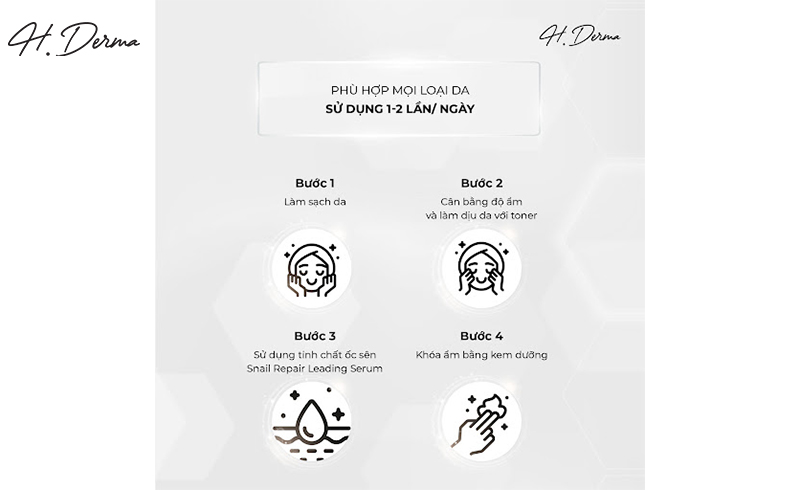 H. Derma
H. Derma
PHÙ HỢP MỌI LOẠI DA
SỬ DỤNG 1-2 LẦN/ NGÀY
Bước 1
Làm sạch da
Bước 2
Cân bằng độ ẩm
và làm dịu da với toner
Bước 3
Sử dụng tinh chất ốc sên
Snail Repair Leading Serum
Bước 4
Khóa ẩm bằng kem dưỡng